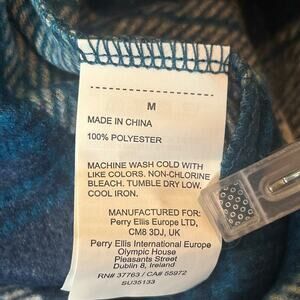 M
MADE IN CHINA
100% POLYESTER
MACHINE WASH COLD WITH
LIKE COLORS. NON-CHLORINE
BLEACH. TUMBLE DRY LOW.
COOL IRON.
MANUFACTURED FOR:
Perry Ellis Europe LTD,
CM8 3DJ, UK
Perry Ellis International Europe
Olympic House
Pleasants Street
Dublin 8, Ireland
RN# 37763 / CA# 55972
SU35133